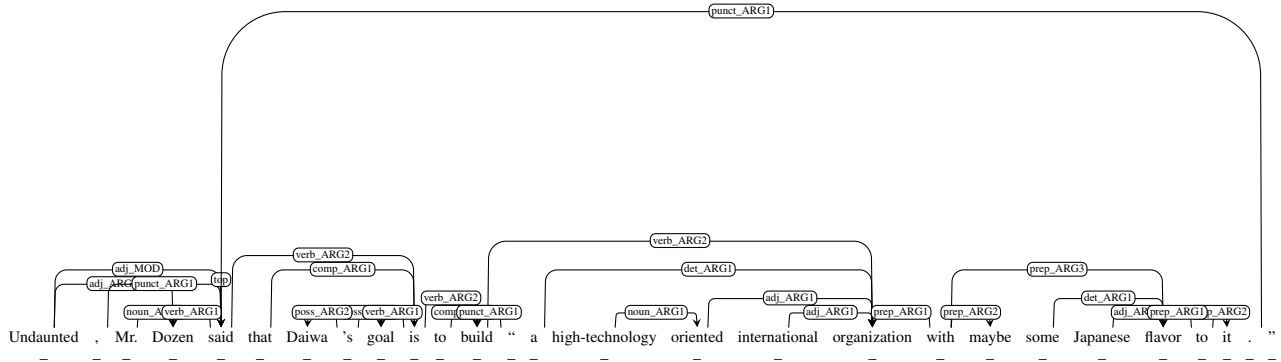 punct_ARG1
verb_ARG2
verb_ARG2
adj_MOD comp_ARG1 det_ARG1 prep_ARG3
punct_ARG1 top
verb_ARG2 adj_ARG1 det_ARG1
verb_ARG1 poss_ARG2 verb_ARG1 punct_ARG1 noun_ARG1 adj_ARG1 prep_ARG1 prep_ARG2 prep_ARG1
Undaunted , Mr. Dozen said that Daiwa 's goal is to build “ a high-technology oriented international organization with maybe some Japanese flavor to it . ”